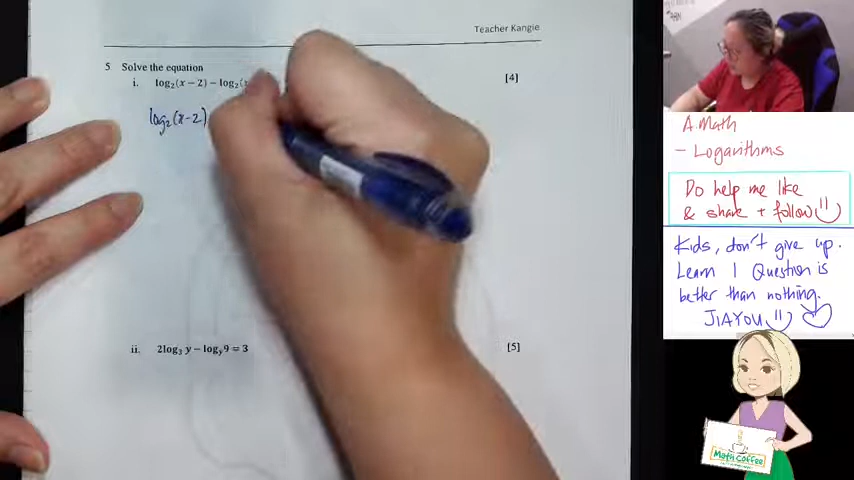 Teacher Kangie
5 Solve the equation
i. log₂(x − 2) − log₂( [4]
log₂(x-2)
ii. 2log₃ y − logᵧ 9 = 3 [5]
A.Math
- Logarithms
Do help me like
& share + follow
Kids, don't give up.
Learn 1 Question is
better than nothing.
JIAYOU
Math Coffee